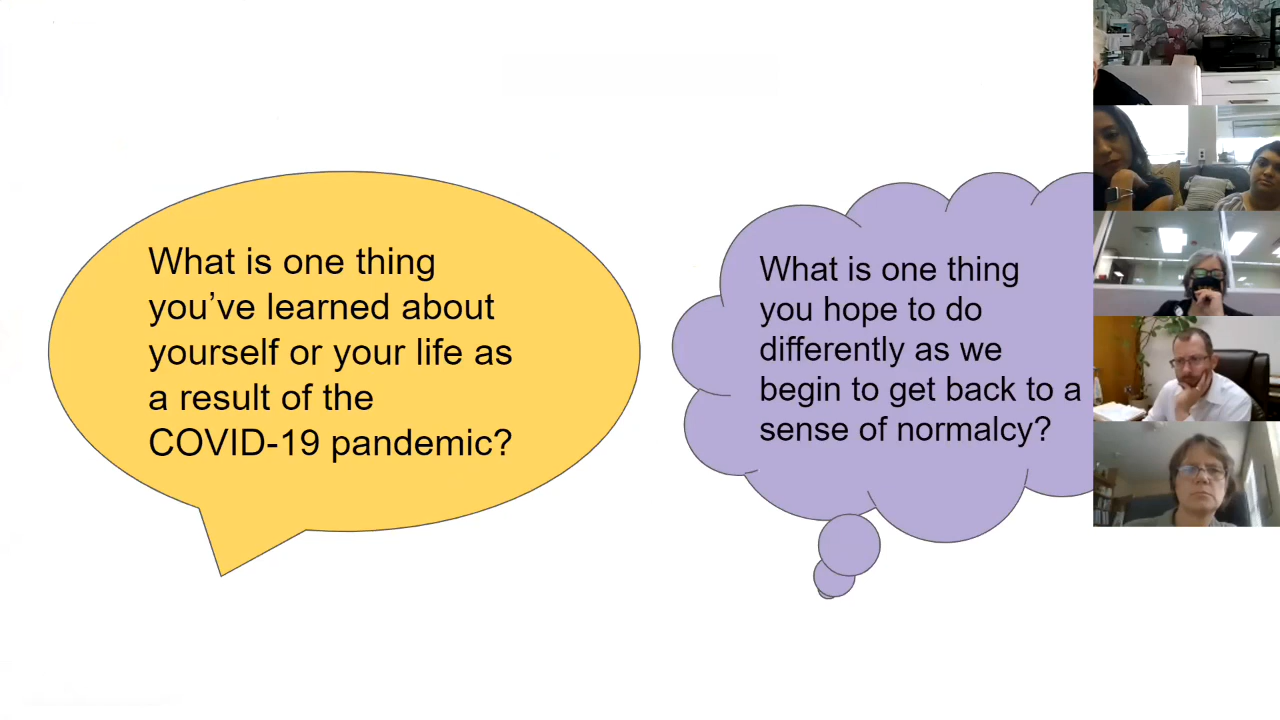 What is one thing
you’ve learned about
yourself or your life as
a result of the
COVID-19 pandemic?
What is one thing
you hope to do
differently as we
begin to get back to a
sense of normalcy?